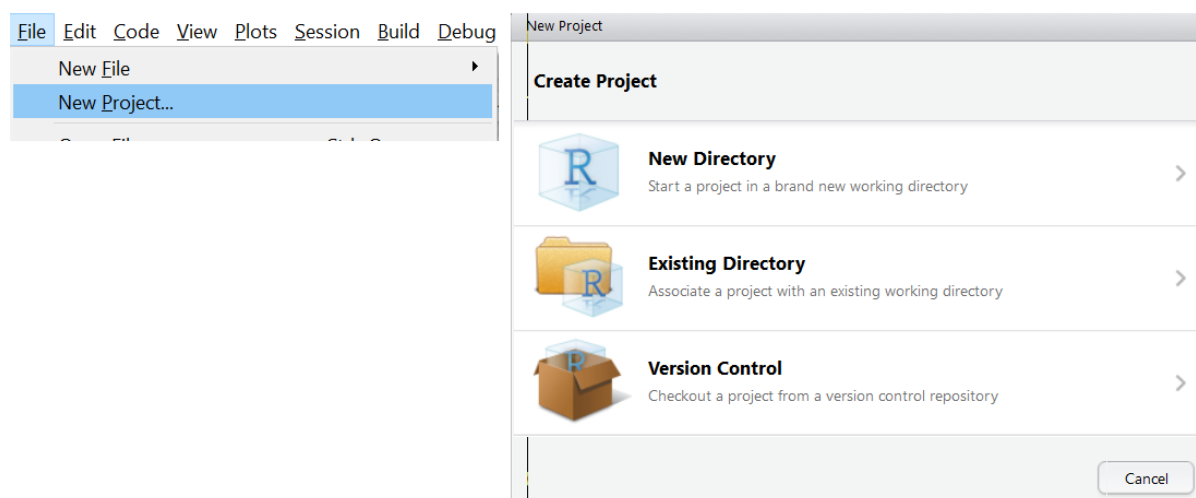 File Edit Code View Plots Session Build Debug
New File
New Project...
New Project
Create Project
R
New Directory
Start a project in a brand new working directory
R
Existing Directory
Associate a project with an existing working directory
R
Version Control
Checkout a project from a version control repository
Cancel